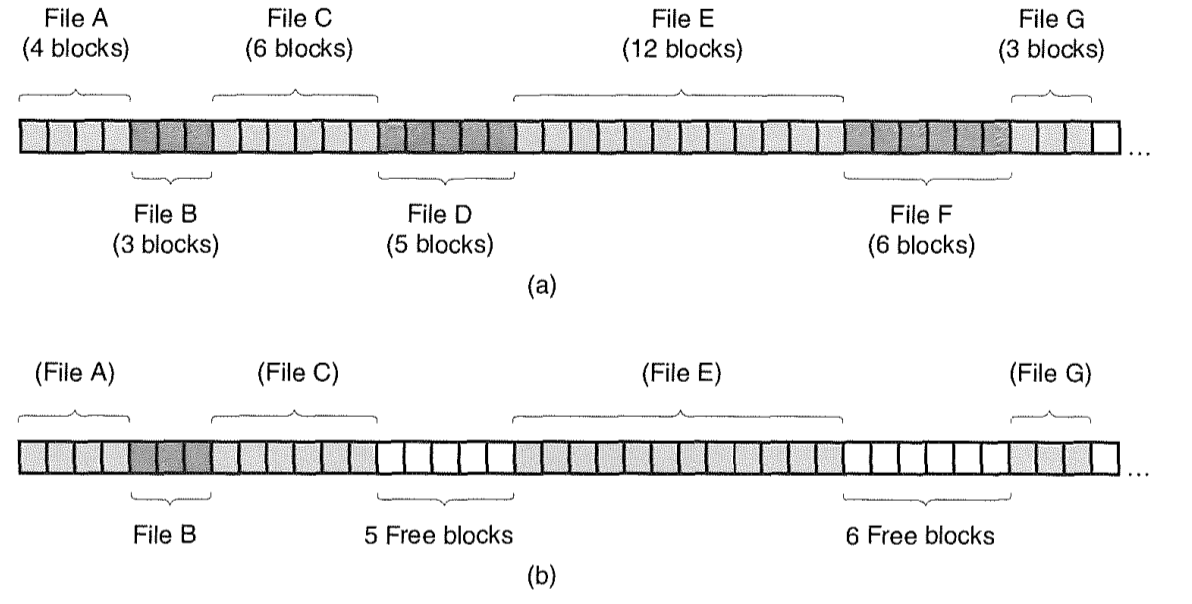 File A
(4 blocks)
File C
(6 blocks)
File E
(12 blocks)
File G
(3 blocks)
...
File B
(3 blocks)
File D
(5 blocks)
File F
(6 blocks)
(a)
(File A)
(File C)
(File E)
(File G)
...
File B
5 Free blocks
6 Free blocks
(b)